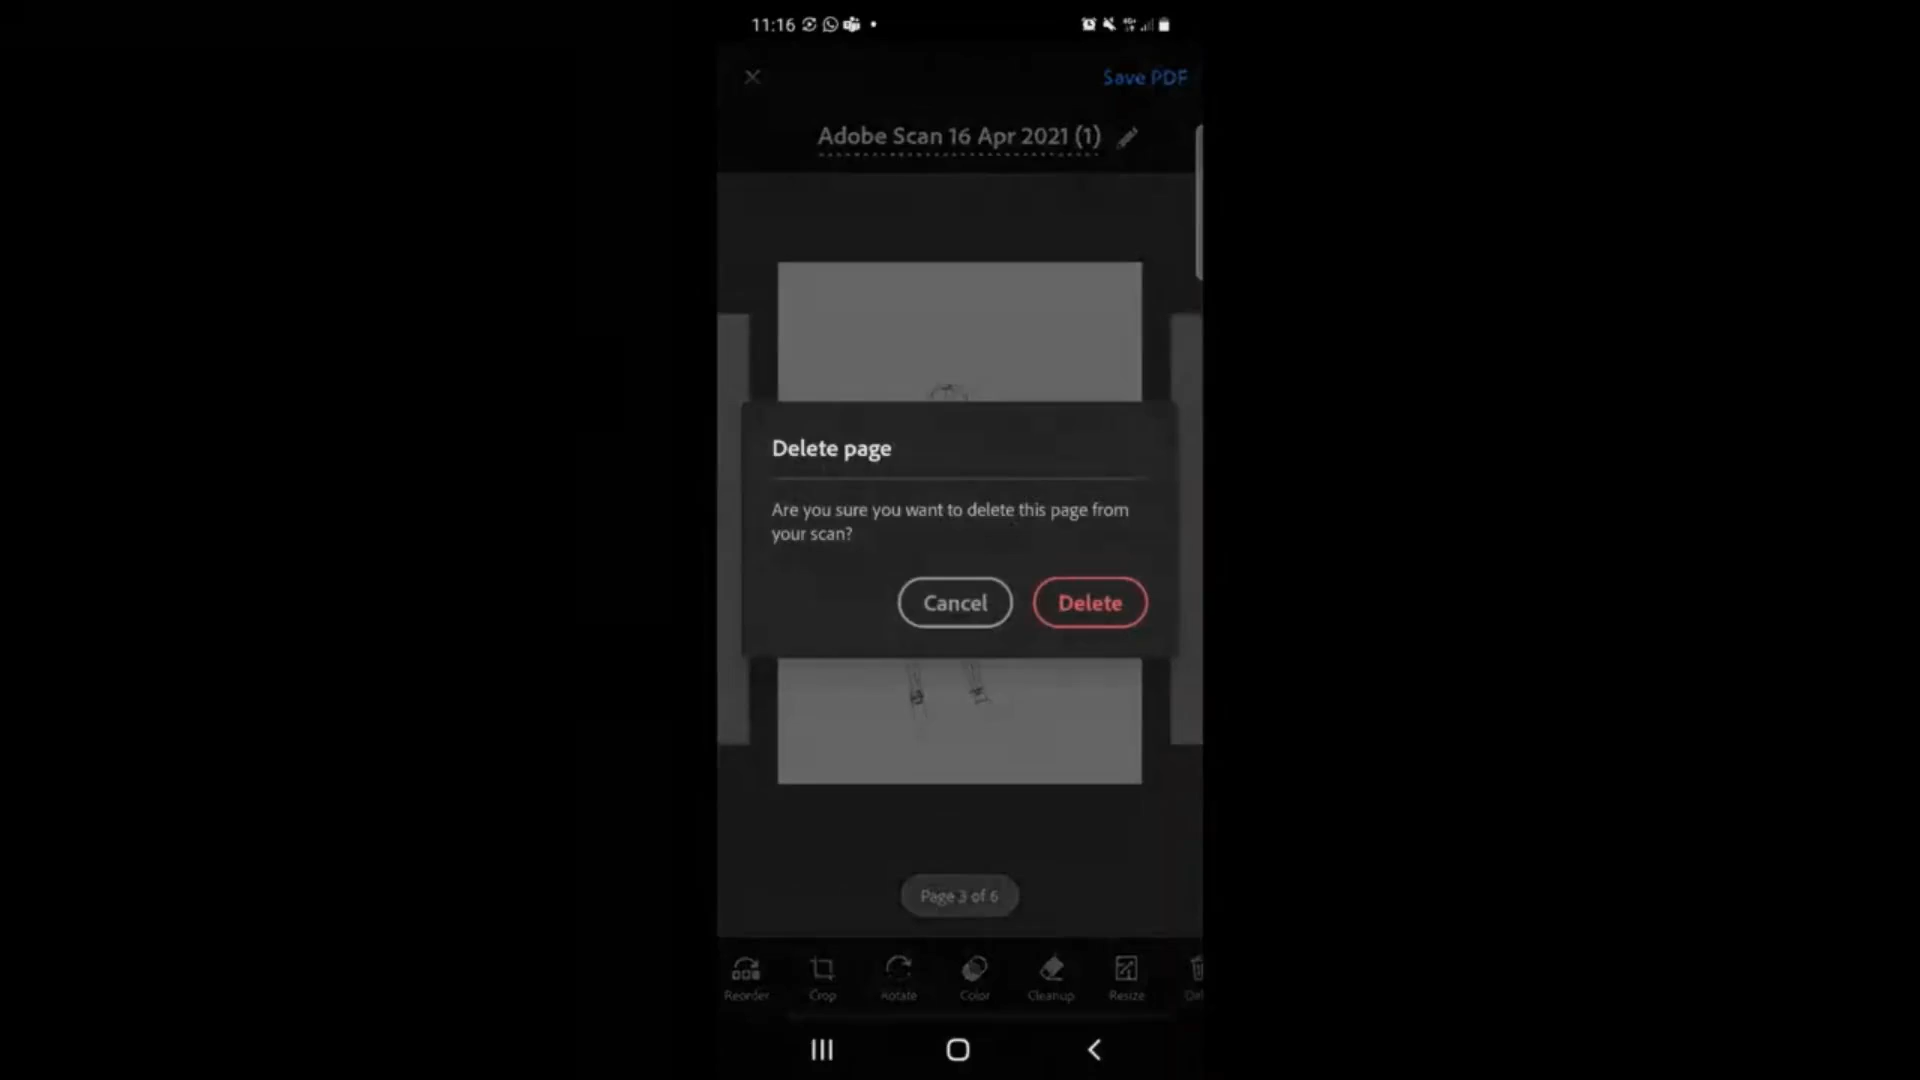 11:16
Save PDF
Adobe Scan 16 Apr 2021 (1)
Delete page
Are you sure you want to delete this page from
your scan?
Cancel Delete
Page 3 of 6
Reorder Crop Rotate Color Cleanup Resize